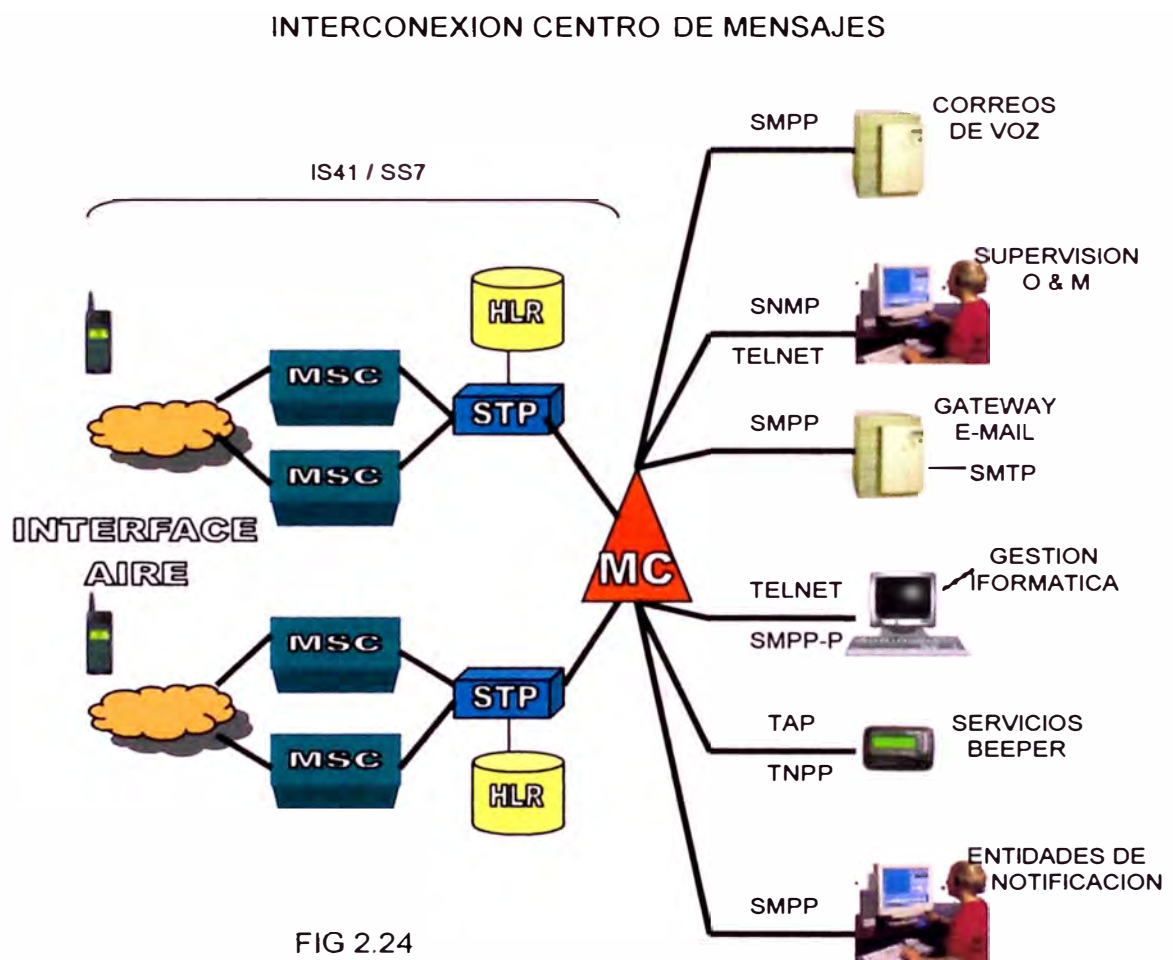 INTERCONEXION CENTRO DE MENSAJES
IS41 / SS7
SMPP
CORREOS
DE VOZ
SUPERVISION
O & M
SNMP
TELNET
HLR
MSC
STP
MSC
SMPP
GATEWAY
E-MAIL
SMTP
INTERFACE
AIRE
MC
TELNET
SMPP-P
GESTION
IFORMATICA
MSC
STP
MSC
HLR
TAP
TNPP
SERVICIOS
BEEPER
SMPP
ENTIDADES DE
NOTIFICACION
FIG 2.24